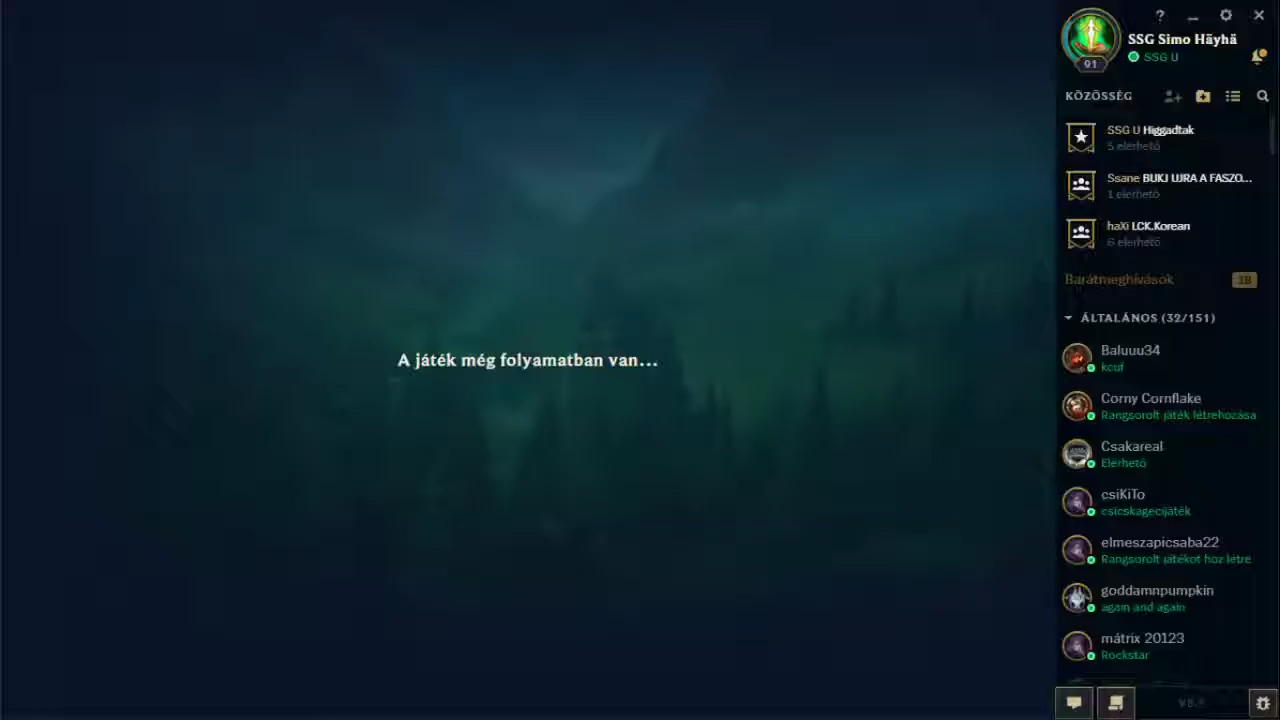 SSG Simo Häyhä
SSG U
91
KÖZÖSSÉG
SSG U Higgadtak
5 elérhető
Ssane BUKJ UJRA A FASZO...
1 elérhető
haXi LCK.Korean
6 elérhető
Barátmeghívások
ÁLTALÁNOS (32/151)
A játék még folyamatban van...
Baluuu34
kcuf
Corny Cornflake
Rangsorolt játék létrehozása
Csakareal
Elérhető
csiKiTo
csicskagecijáték
elmeszapicsaba22
Rangsorolt játékot hoz létre
goddamnpumpkin
again and again
mátrix 20123
Rockstar